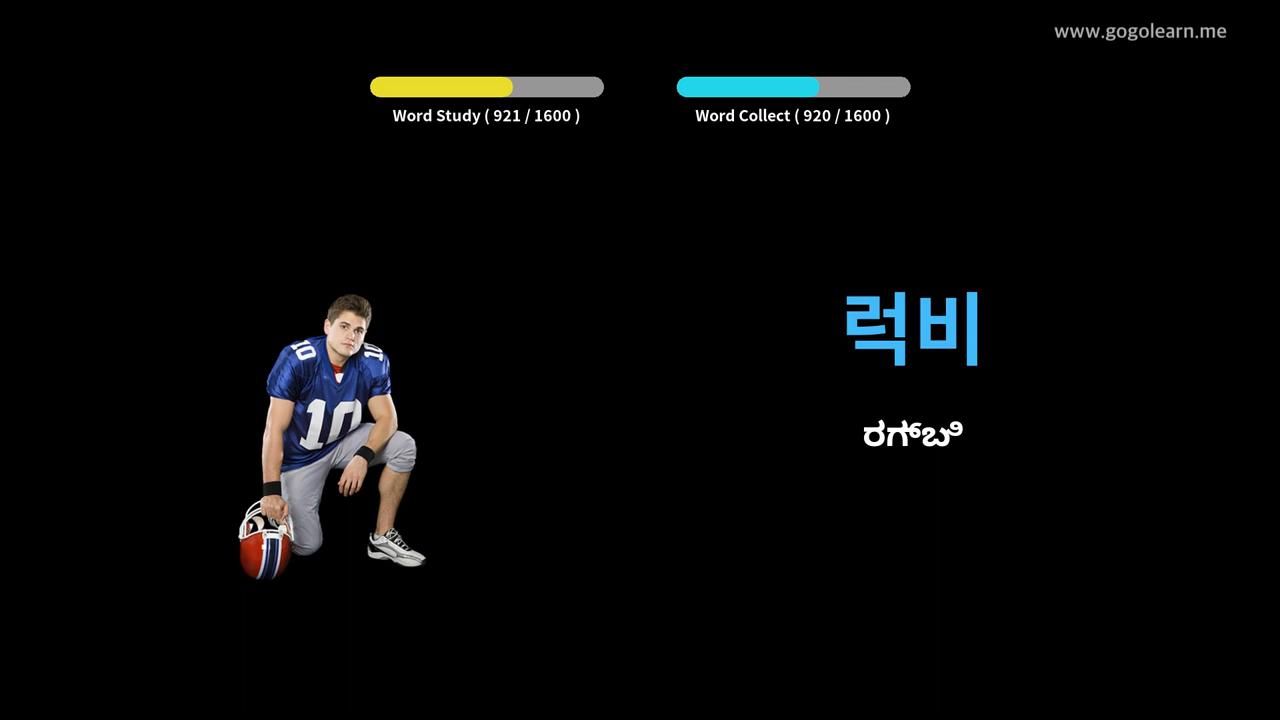 www.gogolearn.me
Word Study ( 921 / 1600 )
Word Collect ( 920 / 1600 )
10 10
럭비
10
ರಗ್‌ಬಿ